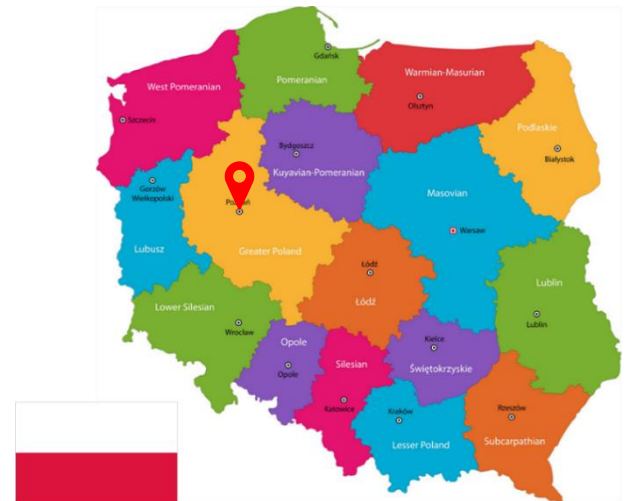 Gdańsk
Pomeranian
West Pomeranian
Szczecin
Warmian-Masurian
Olsztyn
Podlaskie
Białystok
Bydgoszcz
Kuyavian-Pomeranian
Gorzów
Wielkopolski
Lubusz
Poznań
Greater Poland
Masovian
Warsaw
Łódź
Łódź
Lublin
Lublin
Lower Silesian
Wrocław
Opole
Opole
Silesian
Katowice
Kielce
Świętokrzyskie
Kraków
Lesser Poland
Rzeszów
Subcarpathian